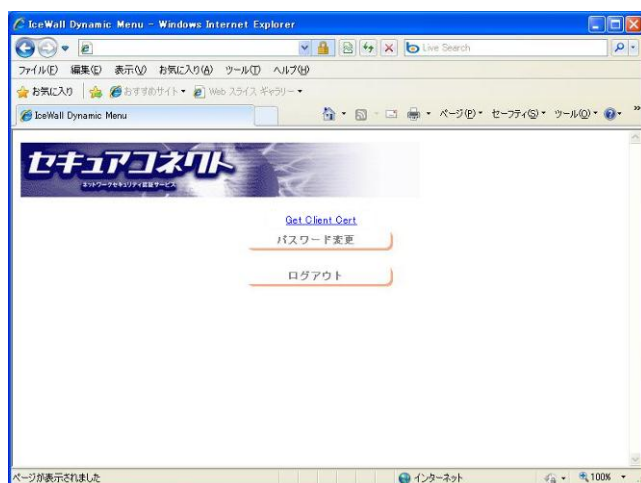 IceWall Dynamic Menu - Windows Internet Explorer
Live Search
ファイル(F) 編集(E) 表示(V) お気に入り(A) ツール(T) ヘルプ(H)
お気に入り おすすめサイト Web スライス ギャラリー
IceWall Dynamic Menu ページ(P) セーフティ(S) ツール(O) »
セキュアコネクト
ネットワークセキュリティ認証サービス
Get Client Cert
パスワード変更
ログアウト
ページが表示されました インターネット 100%